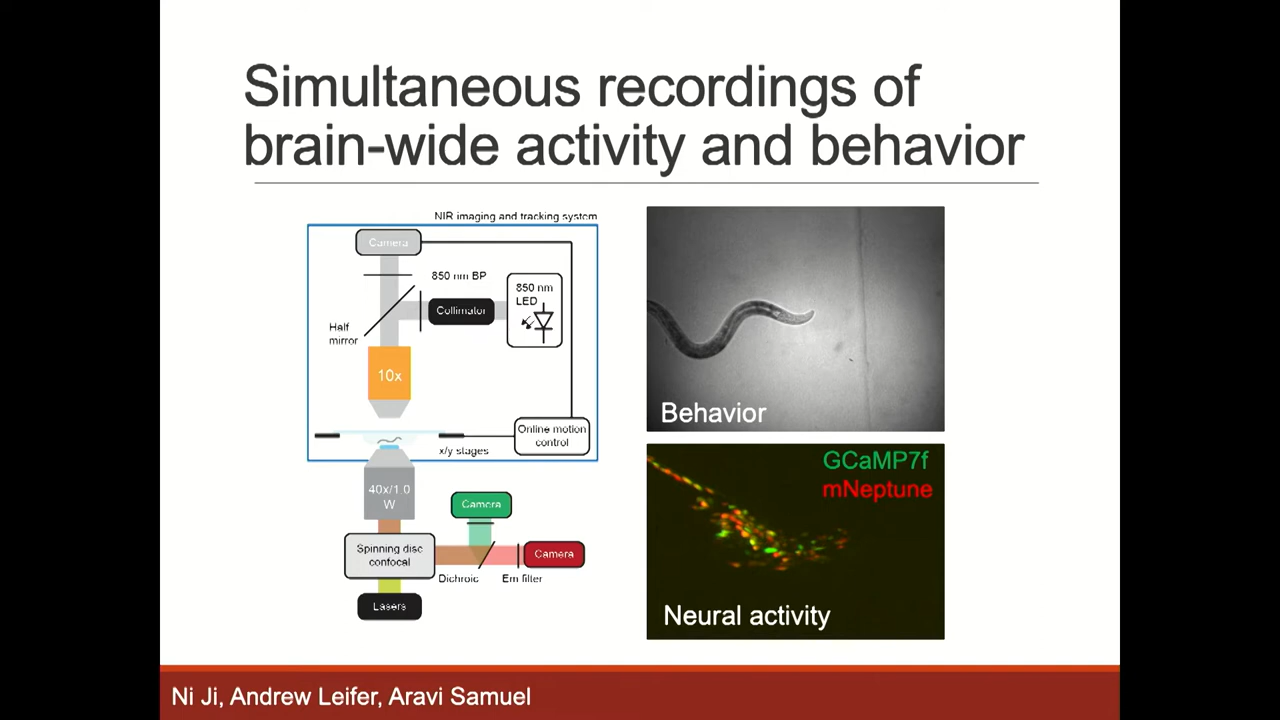 Simultaneous recordings of
brain-wide activity and behavior
NIR imaging and tracking system
Camera
850 nm BP
850 nm
LED
Collimator
Half
mirror
10x
Online motion
control
x/y stages
40x/1.0
W
Camera
Spinning disc
confocal
Camera
Dichroic
Em filter
Lasers
Behavior
GCaMP7f
mNeptune
Neural activity
Ni Ji, Andrew Leifer, Aravi Samuel